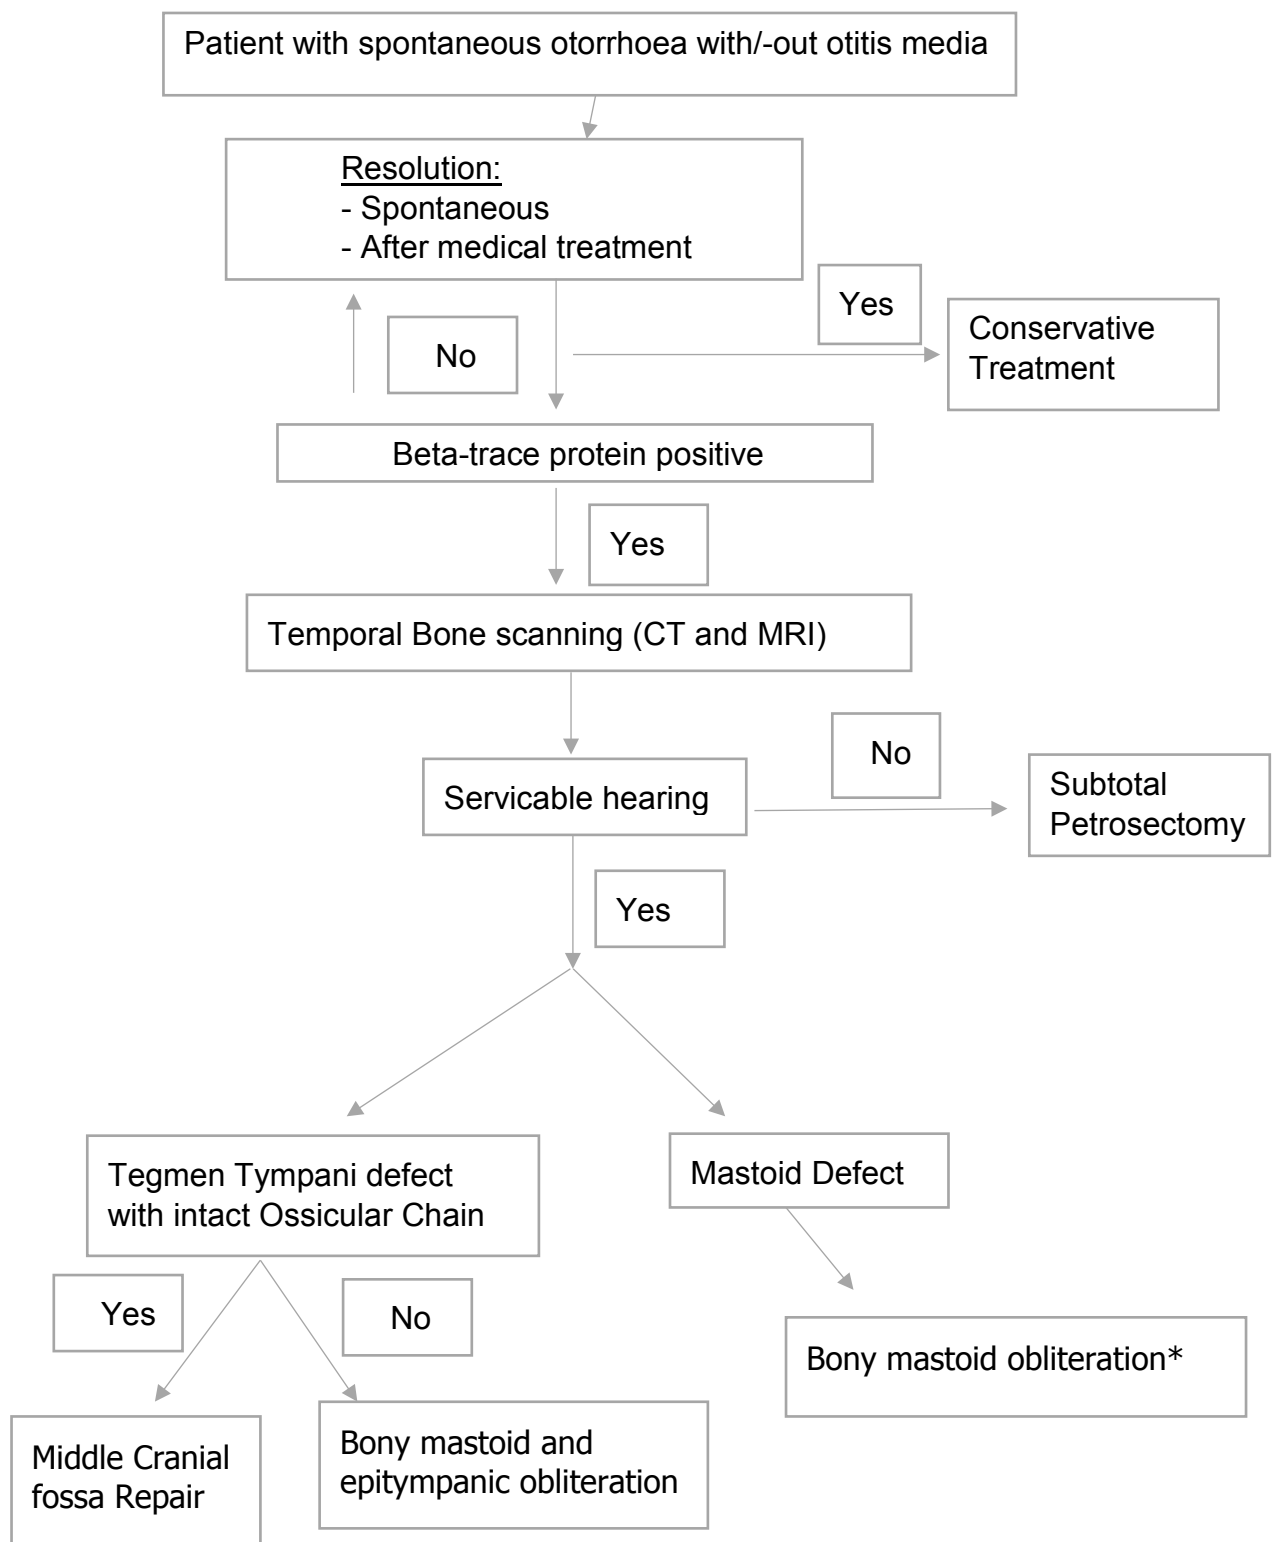 Patient with spontaneous otorrhoea with/-out otitis media
Resolution:
- Spontaneous
- After medical treatment
Yes
Conservative
Treatment
No
Beta-trace protein positive
Yes
Temporal Bone scanning (CT and MRI)
No
Servicable hearing
Subtotal
Petrosectomy
Yes
Tegmen Tympani defect
with intact Ossicular Chain
Mastoid Defect
Yes
No
Bony mastoid obliteration*
Middle Cranial
fossa Repair
Bony mastoid and
epitympanic obliteration